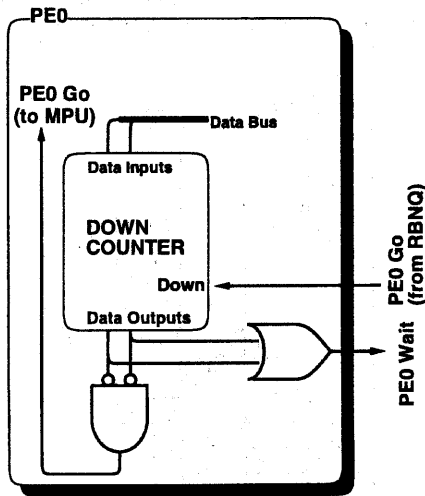 PE0
PE0 Go
(to MPU)
Data Bus
Data Inputs
DOWN
COUNTER
Down
Data Outputs
PE0 Go
(from RBNQ)
PE0 Wait